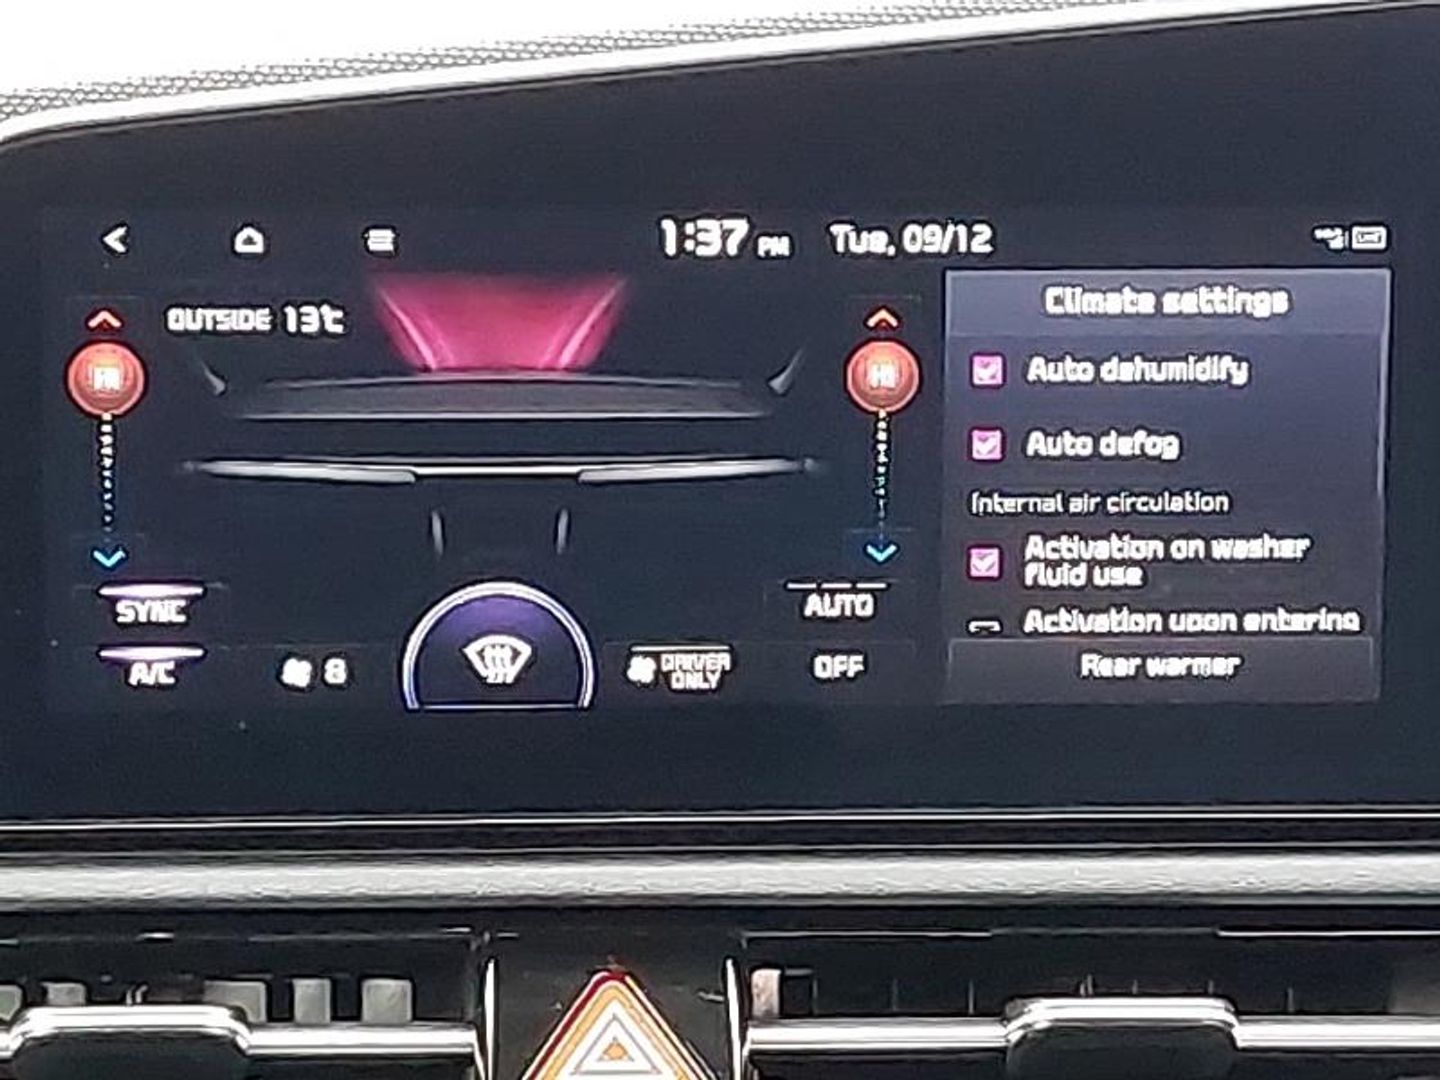 1:37 PM Tue, 09/12
OUTSIDE 13℃
HI
HI
SYNC
AUTO
A/C
8
DRIVER
ONLY
OFF
Climate settings
Auto dehumidify
Auto defog
Internal air circulation
Activation on washer
fluid use
Activation upon entering
Rear warmer